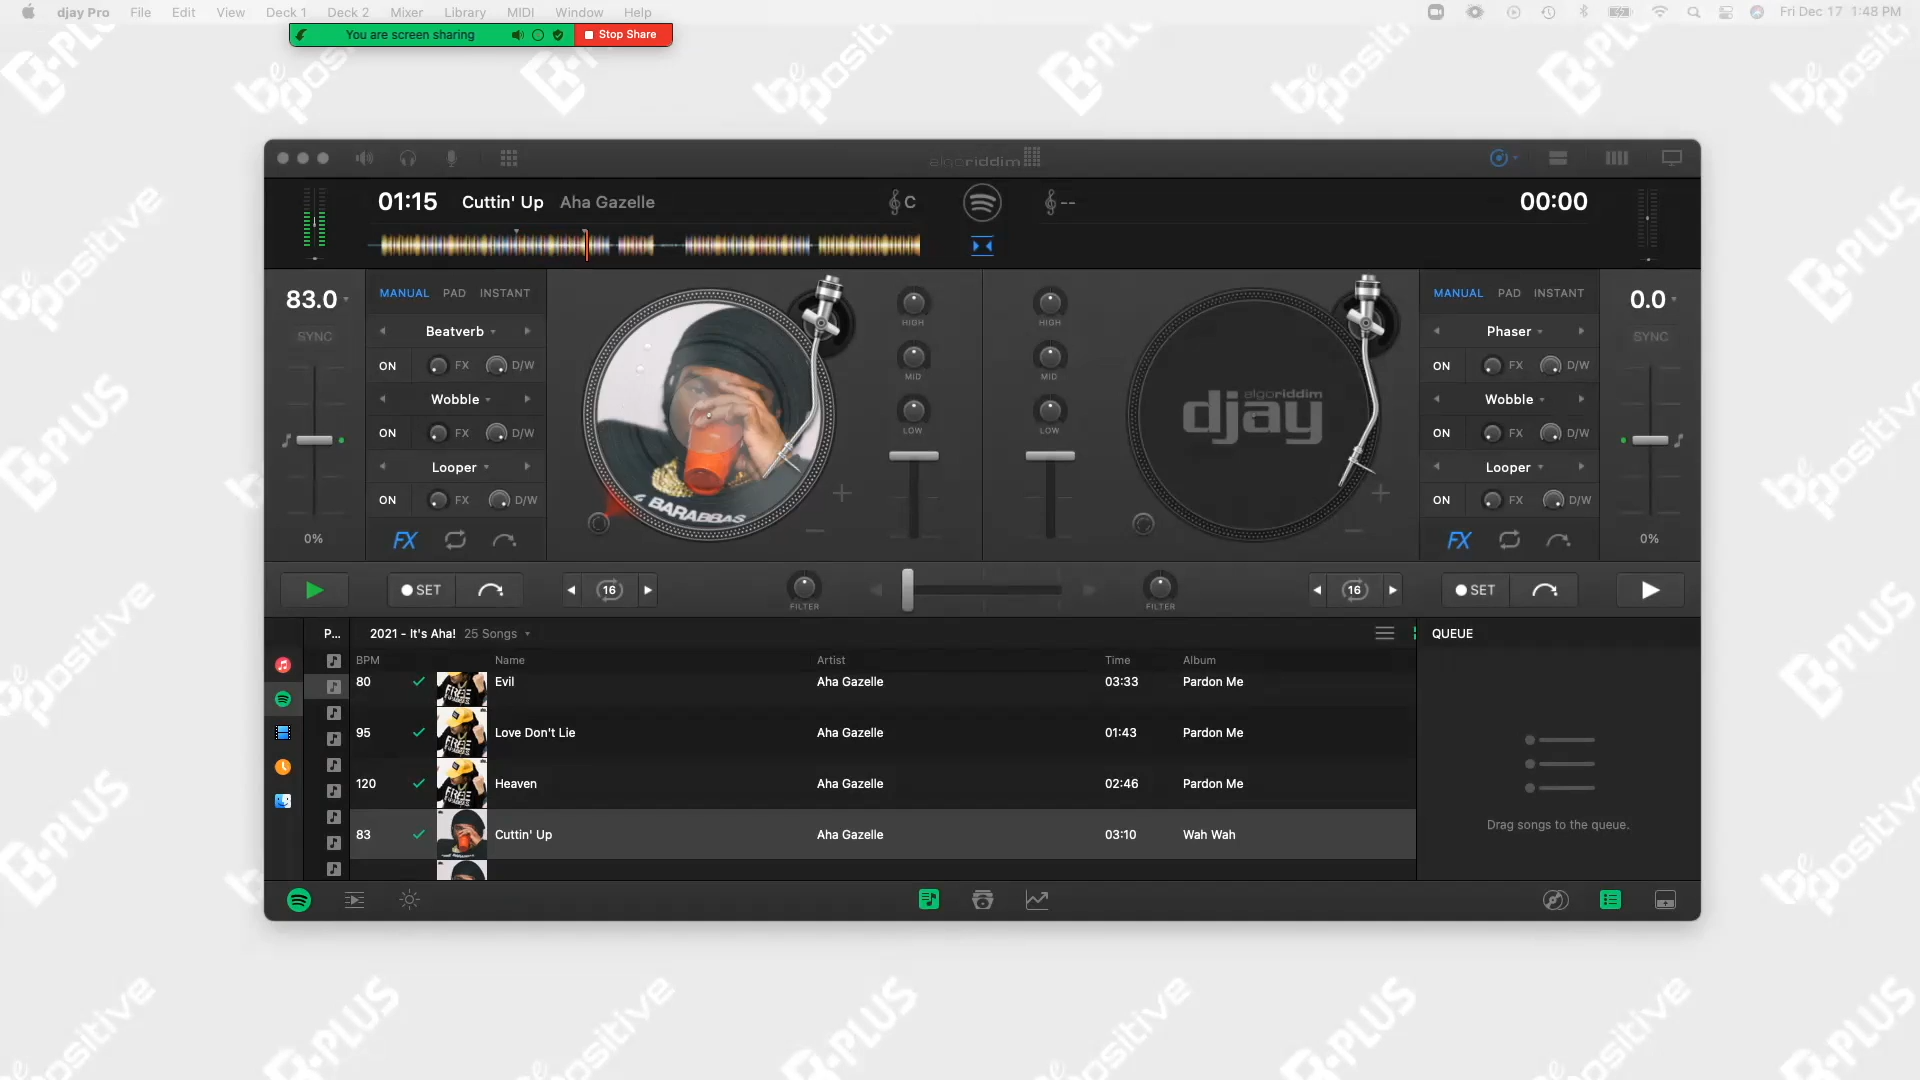 djay Pro File Edit View Deck 1 Deck 2 Mixer Library MIDI Window Help Fri Dec 17 1:48 PM
You are screen sharing Stop Share
B·PLUS
be positive
algoriddim
01:15 Cuttin' Up Aha Gazelle C -- 00:00
83.0 MANUAL PAD INSTANT MANUAL PAD INSTANT 0.0
SYNC Beatverb HIGH HIGH Phaser SYNC
ON FX D/W MID MID ON FX D/W
Wobble algoriddim Wobble
djay
ON FX D/W LOW LOW ON FX D/W
Looper Looper
ON FX D/W ON FX D/W
BARABBAS
0% FX FX 0%
SET 16 FILTER FILTER 16 SET
P... 2021 - It's Aha! 25 Songs QUEUE
BPM Name Artist Time Album
80 Evil Aha Gazelle 03:33 Pardon Me
95 Love Don't Lie Aha Gazelle 01:43 Pardon Me
120 Heaven Aha Gazelle 02:46 Pardon Me
83 Cuttin' Up Aha Gazelle 03:10 Wah Wah
Drag songs to the queue.